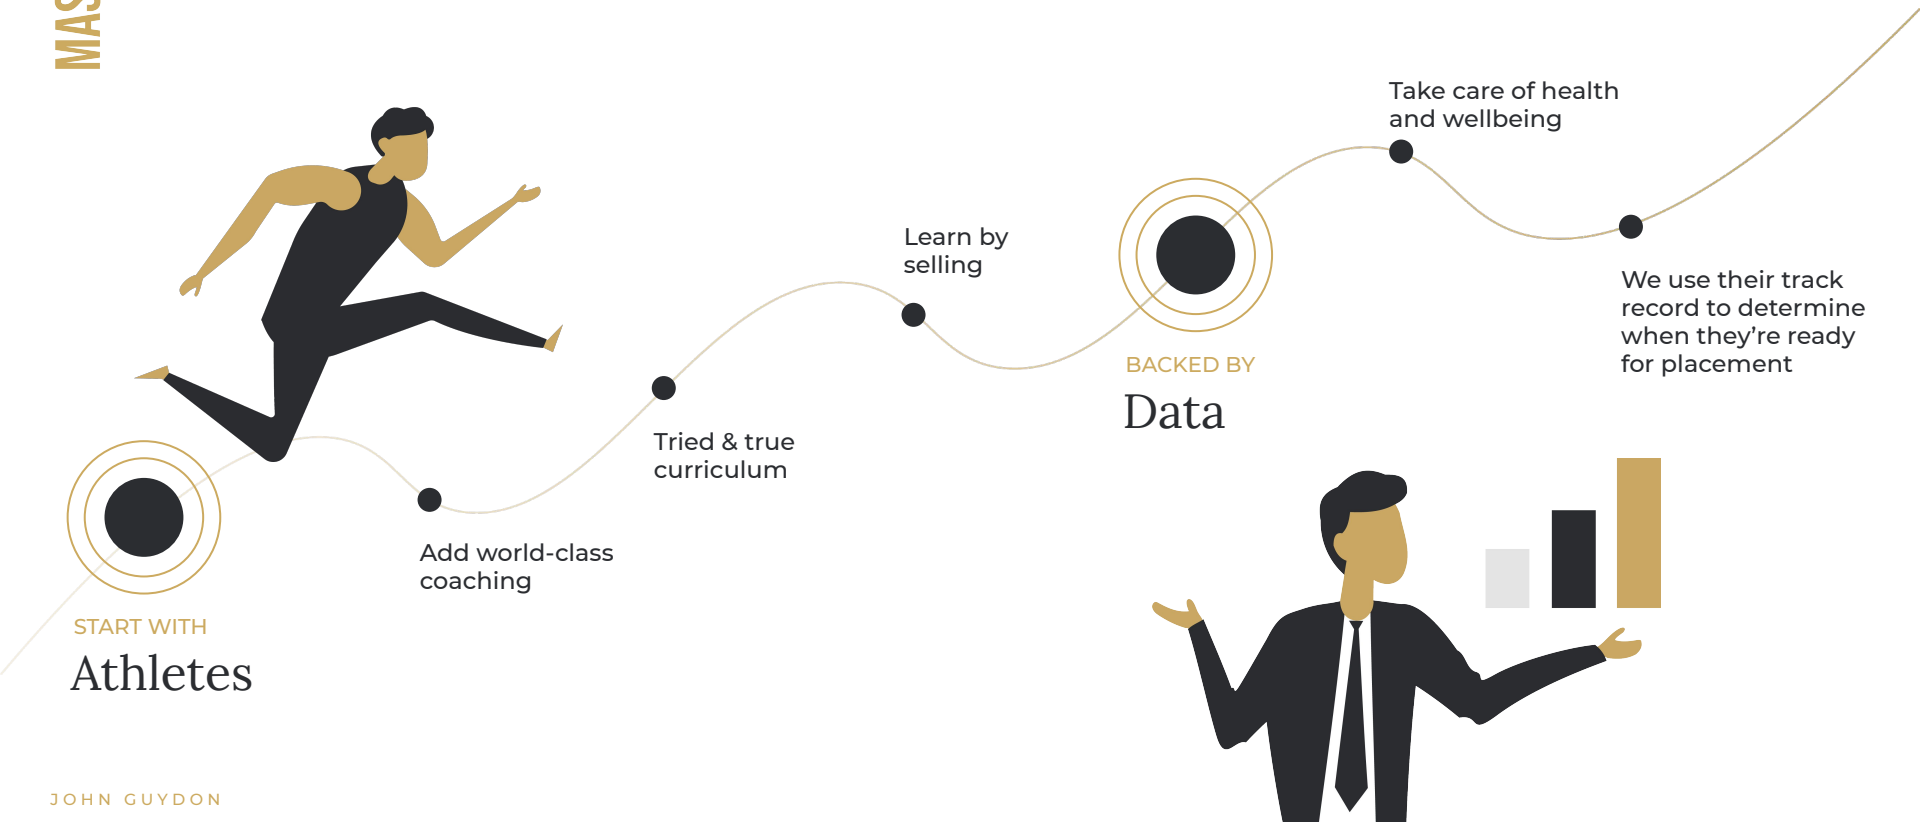 MAS
START WITH
Athletes
Add world-class
coaching
Tried & true
curriculum
Learn by
selling
BACKED BY
Data
Take care of health
and wellbeing
We use their track
record to determine
when they’re ready
for placement
JOHN GUYDON